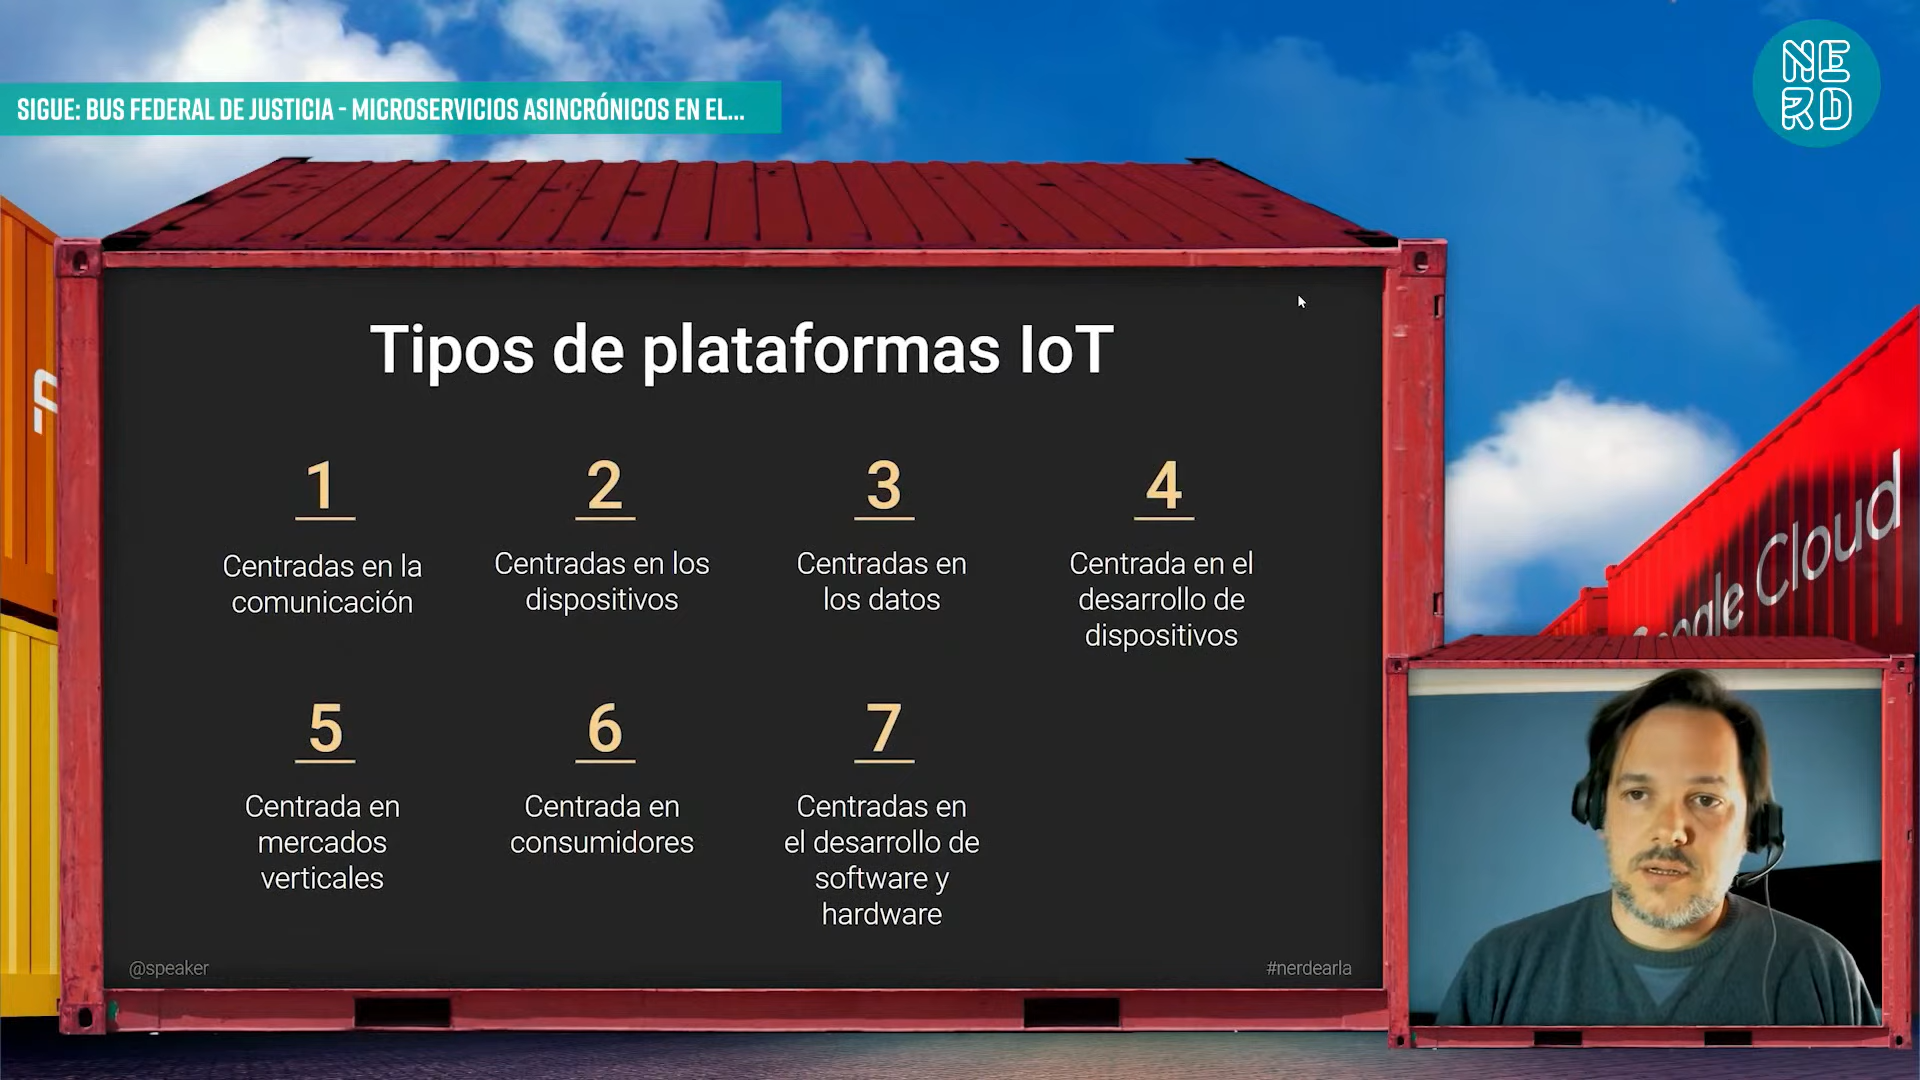 SIGUE: BUS FEDERAL DE JUSTICIA - MICROSERVICIOS ASINCRÓNICOS EN EL...
NE
RD
Tipos de plataformas IoT
1
Centradas en la
comunicación
2
Centradas en los
dispositivos
3
Centradas en
los datos
4
Centrada en el
desarrollo de
dispositivos
5
Centrada en
mercados
verticales
6
Centrada en
consumidores
7
Centradas en
el desarrollo de
software y
hardware
@speaker
#nerdearla
Google Cloud